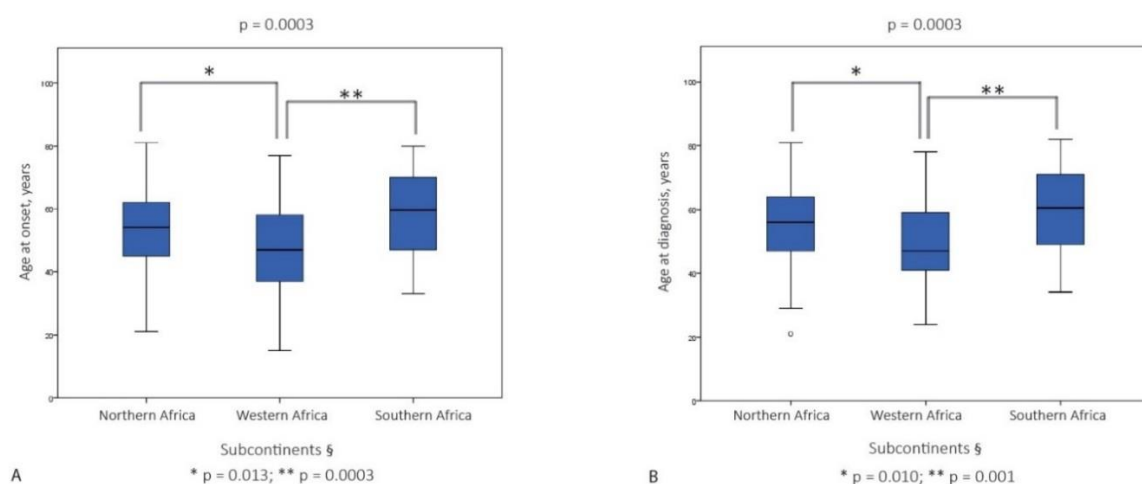 p = 0.0003
*
**
Age at onset, years
100
80
60
40
20
0
Northern Africa Western Africa Southern Africa
Subcontinents §
A * p = 0.013; ** p = 0.0003
p = 0.0003
*
**
Age at diagnosis, years
100
80
60
40
20
0
Northern Africa Western Africa Southern Africa
Subcontinents §
B * p = 0.010; ** p = 0.001